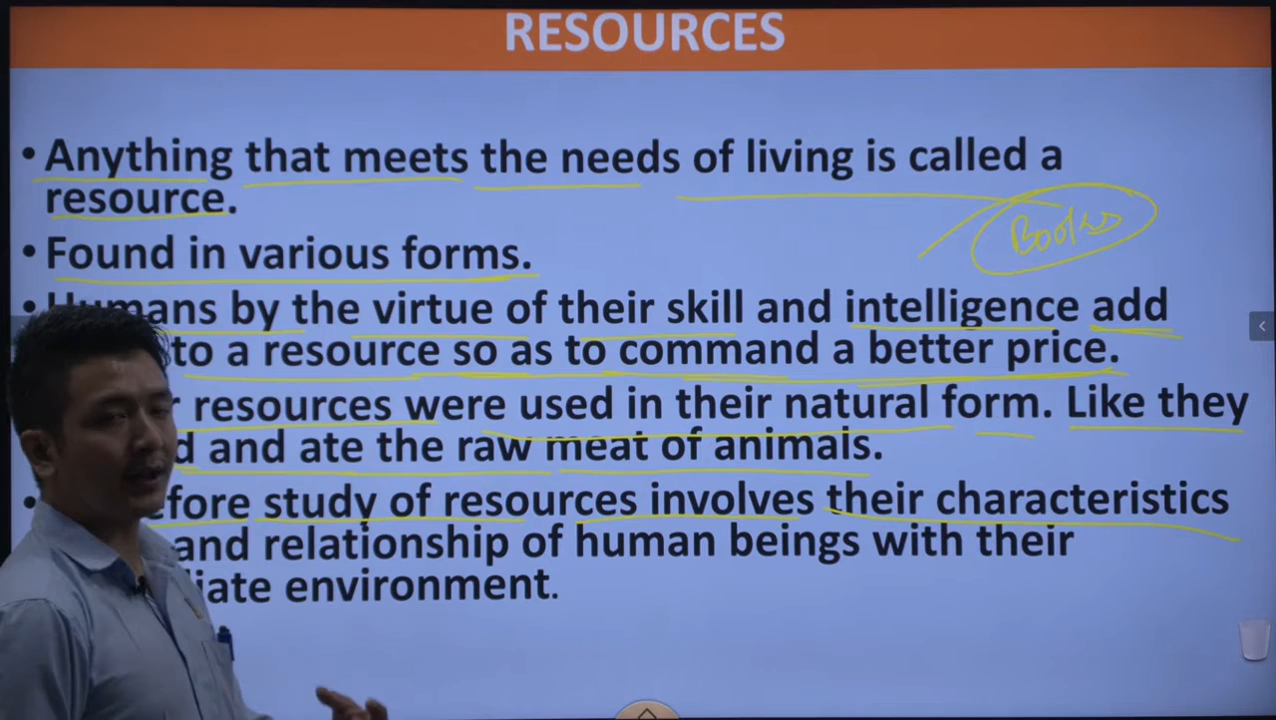 RESOURCES
• Anything that meets the needs of living is called a
resource.
Books
• Found in various forms.
• Humans by the virtue of their skill and intelligence add
to a resource so as to command a better price.
resources were used in their natural form. Like they
and ate the raw meat of animals.
study of resources involves their characteristics
and relationship of human beings with their
environment.